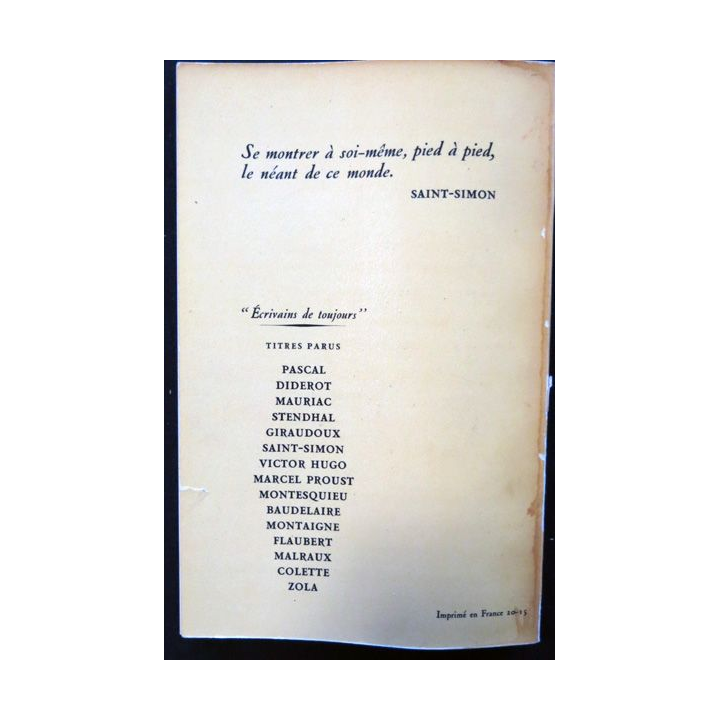 Se montrer à soi-même, pied à pied,
le néant de ce monde.
SAINT-SIMON
“Écrivains de toujours”
TITRES PARUS
PASCAL
DIDEROT
MAURIAC
STENDHAL
GIRAUDOUX
SAINT-SIMON
VICTOR HUGO
MARCEL PROUST
MONTESQUIEU
BAUDELAIRE
MONTAIGNE
FLAUBERT
MALRAUX
COLETTE
ZOLA
Imprimé en France 20-15